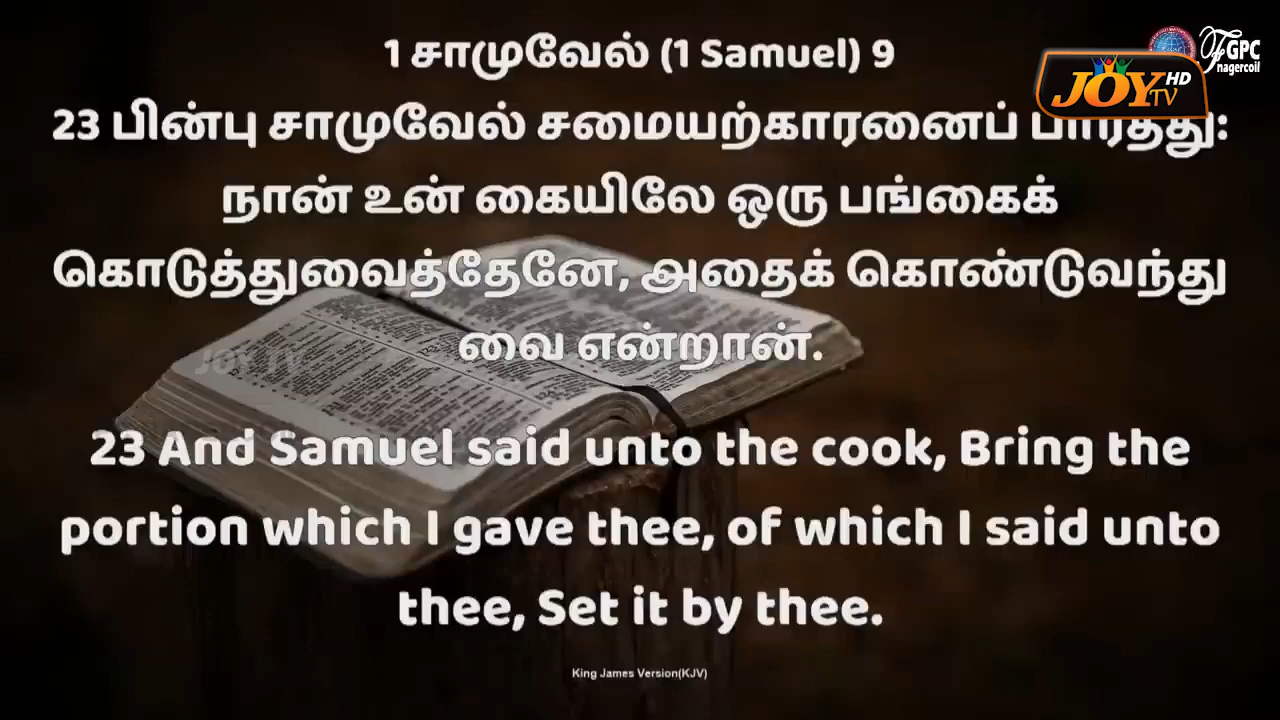 1 சாமுவேல் (1 Samuel) 9
23 பின்பு சாமுவேல் சமையற்காரனைப் பார்த்து:
நான் உன் கையிலே ஒரு பங்கைக்
கொடுத்துவைத்தேனே, அதைக் கொண்டுவந்து
வை என்றான்.
23 And Samuel said unto the cook, Bring the
portion which I gave thee, of which I said unto
thee, Set it by thee.
King James Version(KJV)
JOY TV HD
GPC
nagercoil
JOY TV